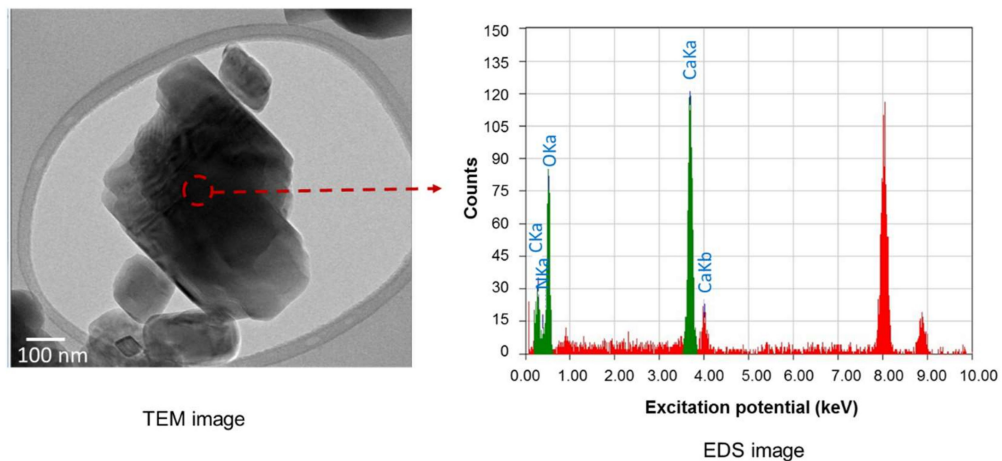 100 nm
TEM image
150
135
120
105
90
75
60
45
30
15
0
Counts
NKa
CKa
OKa
CaKa
CaKb
0.00 1.00 2.00 3.00 4.00 5.00 6.00 7.00 8.00 9.00 10.00
Excitation potential (keV)
EDS image